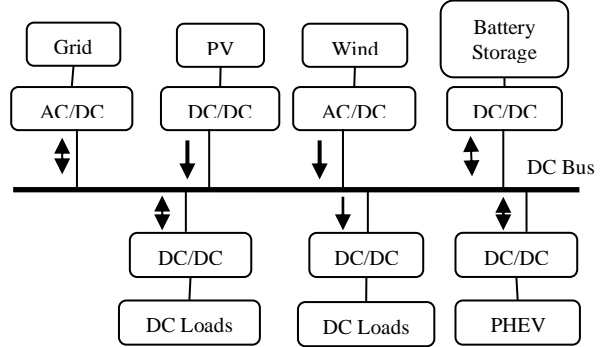 Grid
PV
Wind
Battery
Storage
AC/DC
DC/DC
AC/DC
DC/DC
DC Bus
DC/DC
DC/DC
DC/DC
DC Loads
DC Loads
PHEV